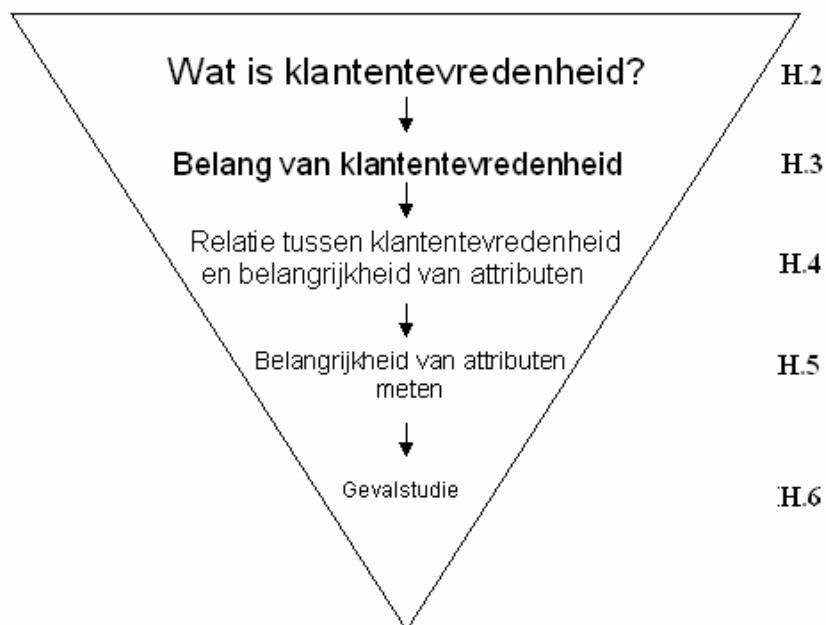 Wat is klantentevredenheid? H.2
Belang van klantentevredenheid H.3
Relatie tussen klantentevredenheid
en belangrijkheid van attributen H.4
Belangrijkheid van attributen
meten H.5
Gevalstudie H.6